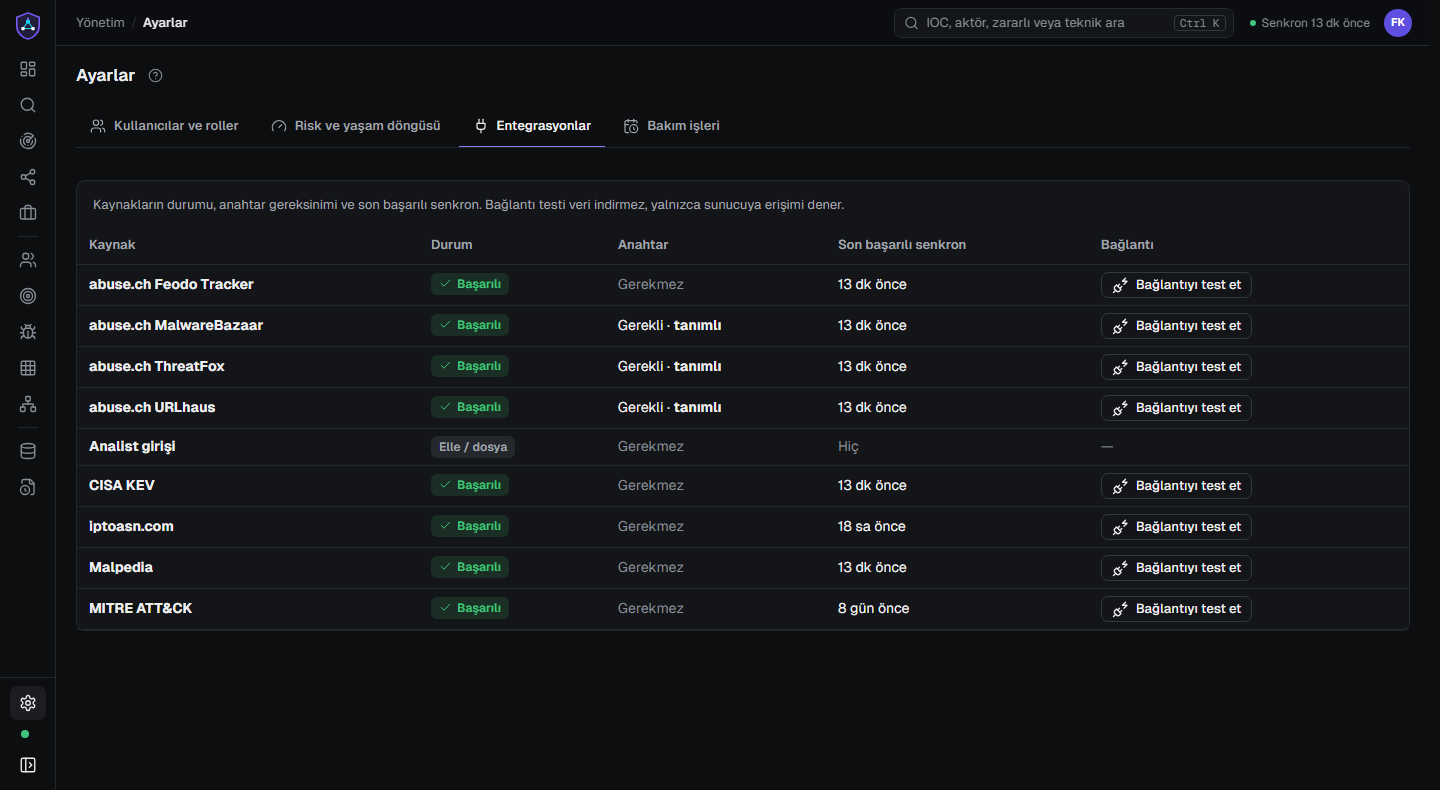 Yönetim / Ayarlar
IOC, aktör, zararlı veya teknik ara
Ctrl K
Senkron 13 dk önce
FK
Ayarlar
Kullanıcılar ve roller
Risk ve yaşam döngüsü
Entegrasyonlar
Bakım işleri
Kaynakların durumu, anahtar gereksinimi ve son başarılı senkron. Bağlantı testi veri indirmez, yalnızca sunucuya erişimi dener.
Kaynak Durum Anahtar Son başarılı senkron Bağlantı
abuse.ch Feodo Tracker Başarılı Gerekmez 13 dk önce Bağlantıyı test et
abuse.ch MalwareBazaar Başarılı Gerekli · tanımlı 13 dk önce Bağlantıyı test et
abuse.ch ThreatFox Başarılı Gerekli · tanımlı 13 dk önce Bağlantıyı test et
abuse.ch URLhaus Başarılı Gerekli · tanımlı 13 dk önce Bağlantıyı test et
Analist girişi Elle / dosya Gerekmez Hiç —
CISA KEV Başarılı Gerekmez 13 dk önce Bağlantıyı test et
iptoasn.com Başarılı Gerekmez 18 sa önce Bağlantıyı test et
Malpedia Başarılı Gerekmez 13 dk önce Bağlantıyı test et
MITRE ATT&CK Başarılı Gerekmez 8 gün önce Bağlantıyı test et